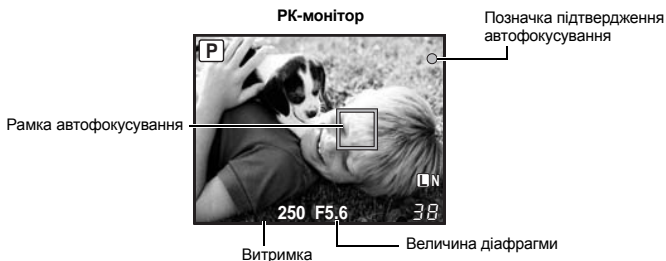 РК-монітор
Позначка підтвердження
автофокусування
P
Рамка автофокусування
L N
250 F5.6 38
Величина діафрагми
Витримка